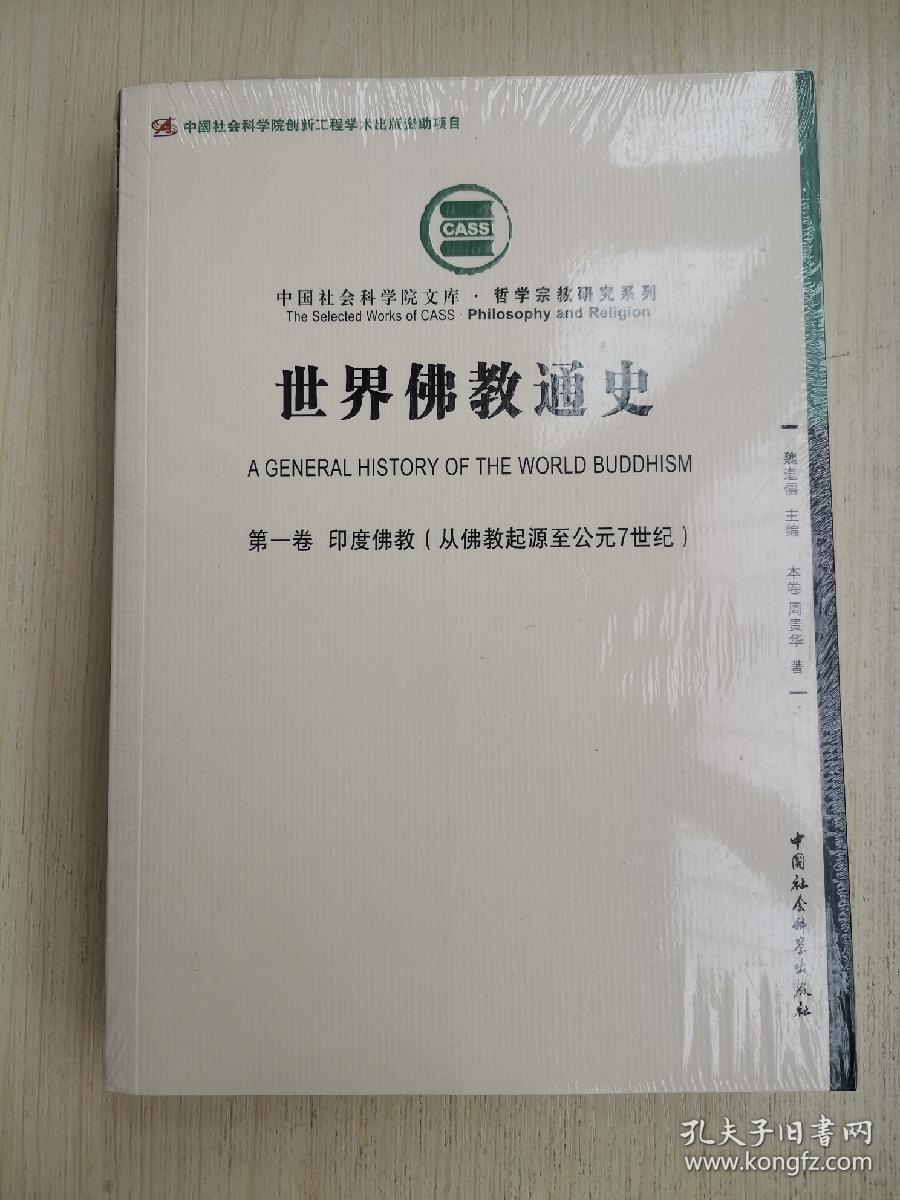 中國社会科学院创新工程学术出版资助项目
CASS
中国社会科学院文库·哲学宗教研究系列
The Selected Works of CASS · Philosophy and Religion
世界佛教通史
A GENERAL HISTORY OF THE WORLD BUDDHISM
第一卷 印度佛教（从佛教起源至公元7世纪）
魏道儒 主编 本卷 周贵华 著
中国社会科学出版社
孔夫子旧书网
www.kongfz.com